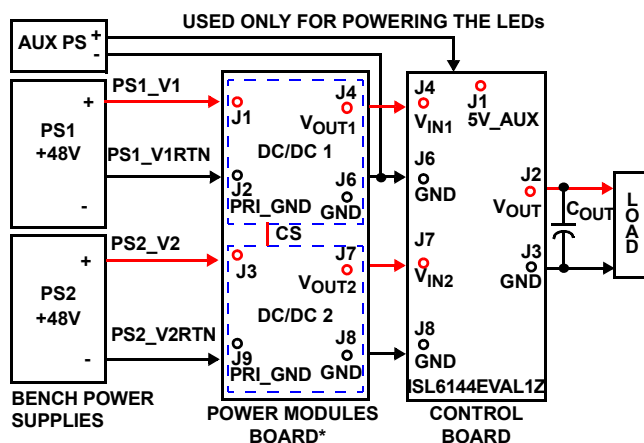 USED ONLY FOR POWERING THE LEDs
AUX PS
+
-
PS1
+48V
+
-
PS1_V1
PS1_V1RTN
PS2
+48V
+
-
PS2_V2
PS2_V2RTN
BENCH POWER
SUPPLIES
J1
J4
VOUT1
DC/DC 1
J2
PRI_GND
J6
GND
CS
J3
J7
VOUT2
DC/DC 2
J9
PRI_GND
J8
GND
POWER MODULES
BOARD*
J4
VIN1
J1
5V_AUX
J6
GND
J2
VOUT
J7
VIN2
J3
GND
J8
GND
ISL6144EVAL1Z
CONTROL
BOARD
COUT
LOAD